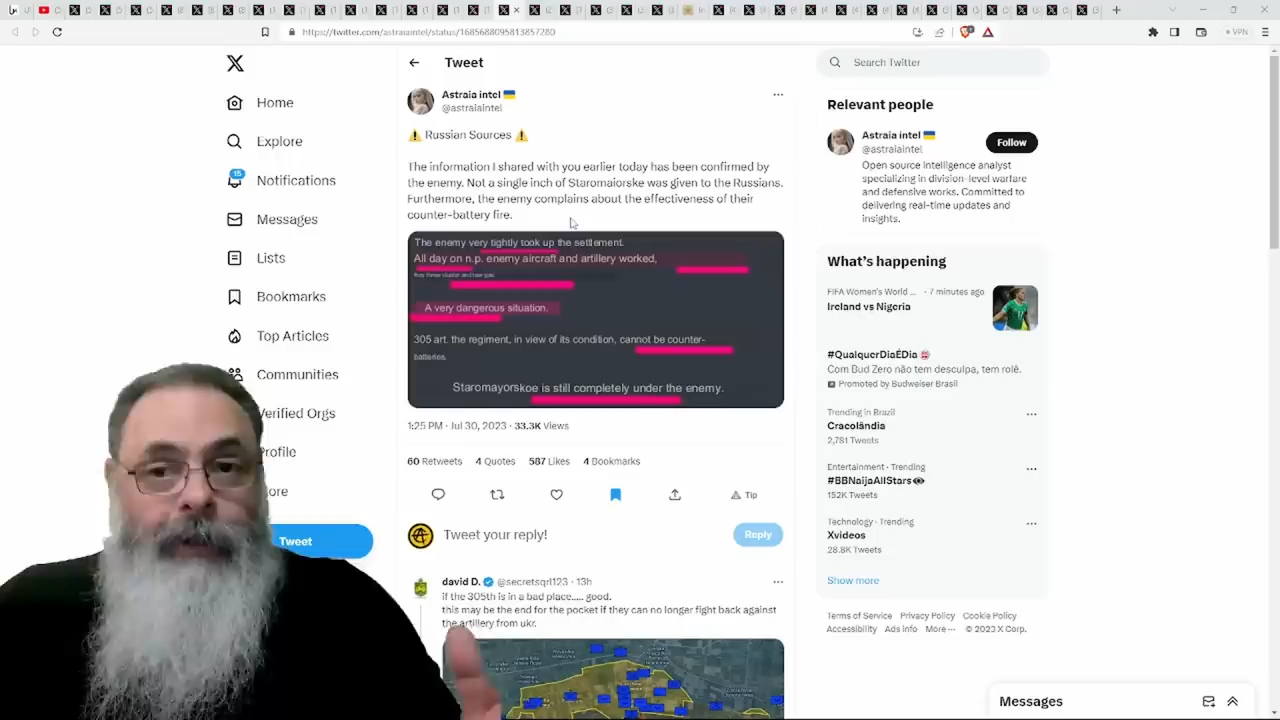 https://twitter.com/astraiaintel/status/1685688095813857280
VPN
Home
Explore
15
Notifications
Messages
Lists
Bookmarks
Top Articles
Communities
Verified Orgs
Profile
Tweet
Tweet
Astraia intel
@astraiaintel
⚠️ Russian Sources ⚠️
The information I shared with you earlier today has been confirmed by
the enemy. Not a single inch of Staromaiorske was given to the Russians.
Furthermore, the enemy complains about the effectiveness of their
counter-battery fire.
The enemy very tightly took up the settlement.
All day on n.p. enemy aircraft and artillery worked,
A very dangerous situation.
305 art. the regiment, in view of its condition, cannot be counter-
batteries.
Staromayorskoe is still completely under the enemy.
1:25 PM · Jul 30, 2023 · 33.3K Views
60 Retweets 4 Quotes 587 Likes 4 Bookmarks
Tip
Tweet your reply!
Reply
david D. @secretsqrl123 · 13h
if the 305th is in a bad place..... good.
this may be the end for the pocket if they can no longer fight back against
the artillery from ukr.
Search Twitter
Relevant people
Astraia intel
@astraiaintel
Follow
Open source intelligence analyst
specializing in division-level warfare
and defensive works. Committed to
delivering real-time updates and
insights.
What's happening
FIFA Women's World ... · 7 minutes ago
Ireland vs Nigeria
#QualquerDiaÉDia
Com Bud Zero não tem desculpa, tem rolê.
Promoted by Budweiser Brasil
Trending in Brazil
Cracolândia
2,781 Tweets
Entertainment · Trending
#BBNaijaAllStars
152K Tweets
Technology · Trending
Xvideos
28.8K Tweets
Show more
Terms of Service Privacy Policy Cookie Policy
Accessibility Ads info More ··· © 2023 X Corp.
Messages